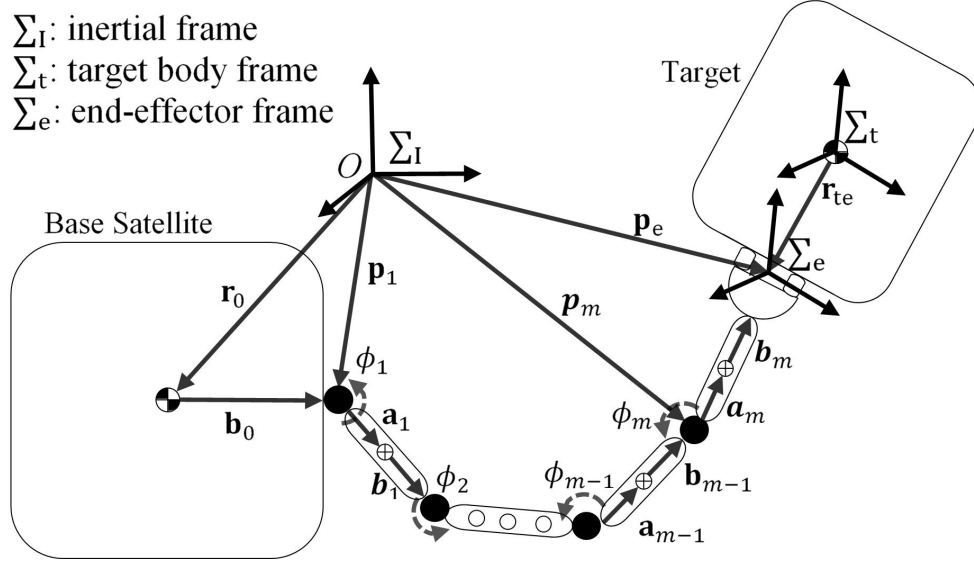 ∑I: inertial frame
∑t: target body frame
∑e: end-effector frame
Target
∑t
O
∑I
rte
Base Satellite
pe
∑e
r0
p1
pm
ϕ1
bm
a1
ϕm
am
b0
b1
ϕ2
ϕm−1
bm−1
am−1